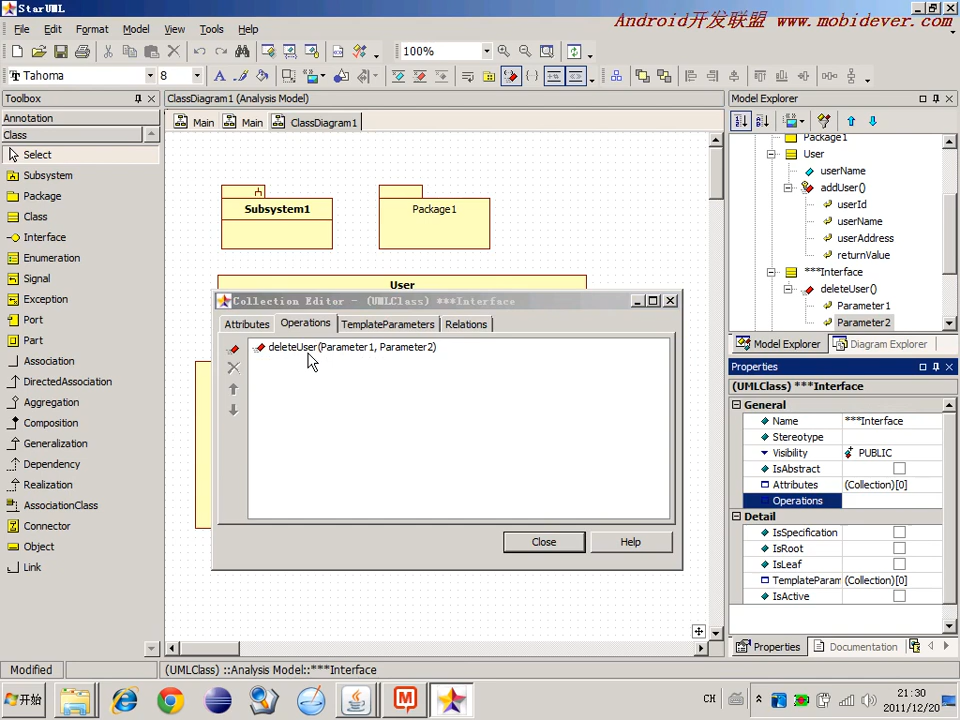 StarUML
Android开发联盟 www.mobidever.com
File Edit Format Model View Tools Help
100%
Tahoma 8
Toolbox
ClassDiagram1 (Analysis Model)
Model Explorer
Annotation
Class
Select
Subsystem
Package
Class
Interface
Enumeration
Signal
Exception
Port
Part
Association
DirectedAssociation
Aggregation
Composition
Generalization
Dependency
Realization
AssociationClass
Connector
Object
Link
Main Main ClassDiagram1
Subsystem1
Package1
User
Collection Editor - (UMLClass) ***Interface
Attributes Operations TemplateParameters Relations
deleteUser(Parameter1, Parameter2)
Close Help
Package1
User
userName
addUser()
userId
userName
userAddress
returnValue
***Interface
deleteUser()
Parameter1
Parameter2
Model Explorer Diagram Explorer
Properties
(UMLClass) ***Interface
General
Name ***Interface
Stereotype
Visibility PUBLIC
IsAbstract
Attributes (Collection)[0]
Operations
Detail
IsSpecification
IsRoot
IsLeaf
TemplateParam (Collection)[0]
IsActive
Properties Documentation
Modified (UMLClass) ::Analysis Model::***Interface
开始
CH
21:30
2011/12/20